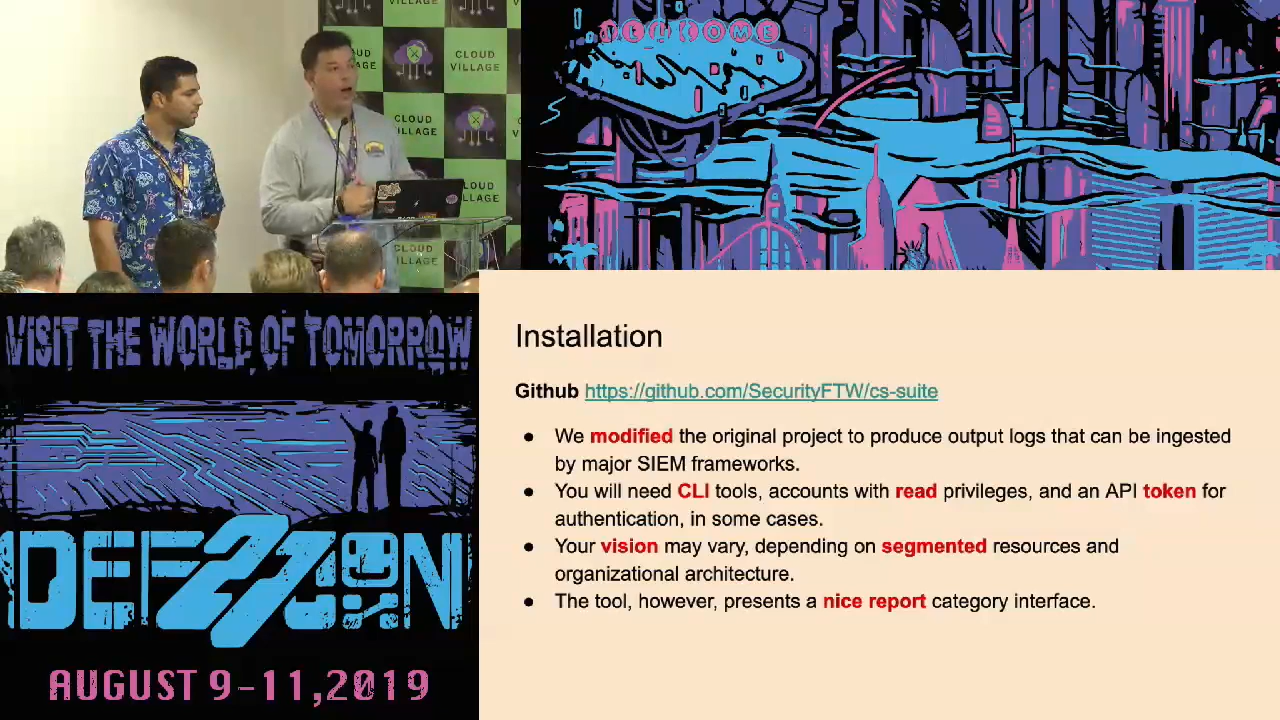 CLOUD
VILLAGE
CLOUD
VILLAGE
CLOUD
VILLAGE
CLOUD
VILLAGE
CLOUD
VILLAGE
WELCOME
VISIT THE WORLD OF TOMORROW
DEF 27 CON
AUGUST 9-11,2019
Installation
Github https://github.com/SecurityFTW/cs-suite
● We modified the original project to produce output logs that can be ingested
by major SIEM frameworks.
● You will need CLI tools, accounts with read privileges, and an API token for
authentication, in some cases.
● Your vision may vary, depending on segmented resources and
organizational architecture.
● The tool, however, presents a nice report category interface.